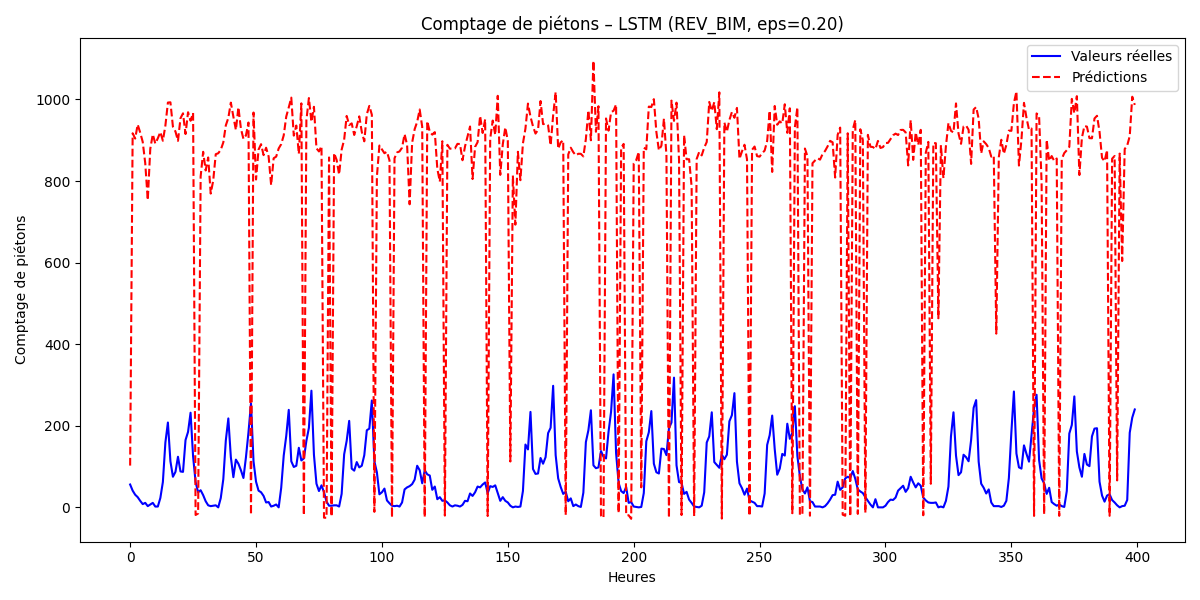 Comptage de piétons – LSTM (REV_BIM, eps=0.20)
Valeurs réelles
Prédictions
Comptage de piétons
1000
800
600
400
200
0
0 50 100 150 200 250 300 350 400
Heures